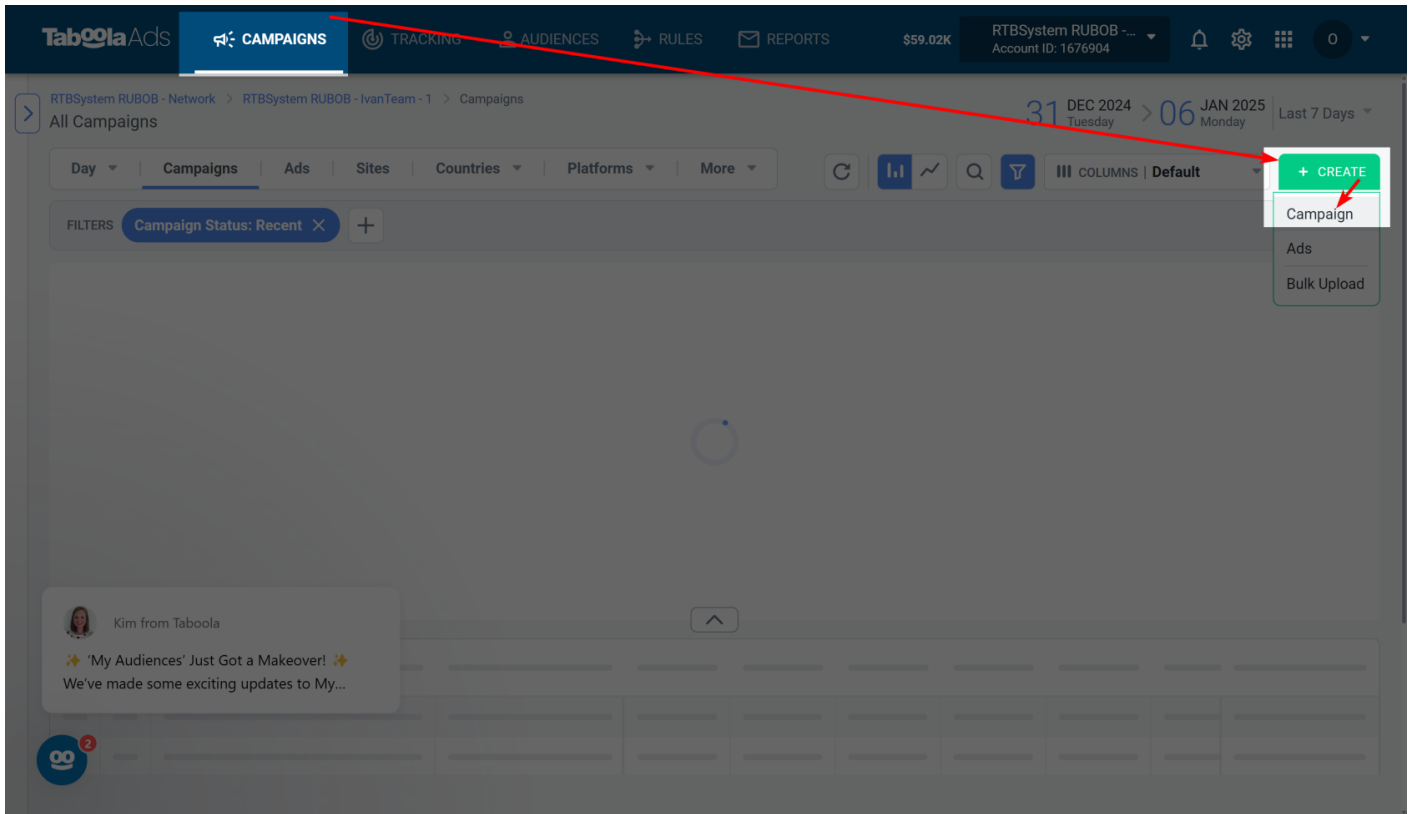 Taboola Ads
CAMPAIGNS
TRACKING
AUDIENCES
RULES
REPORTS
$59.02K
RTBSystem RUBOB -...
Account ID: 1676904
O
RTBSystem RUBOB - Network > RTBSystem RUBOB - IvanTeam - 1 > Campaigns
All Campaigns
31 DEC 2024 Tuesday > 06 JAN 2025 Monday
Last 7 Days
Day
Campaigns
Ads
Sites
Countries
Platforms
More
COLUMNS | Default
+ CREATE
Campaign
Ads
Bulk Upload
FILTERS
Campaign Status: Recent
Kim from Taboola
✨ ‘My Audiences’ Just Got a Makeover! ✨
We’ve made some exciting updates to My...
2